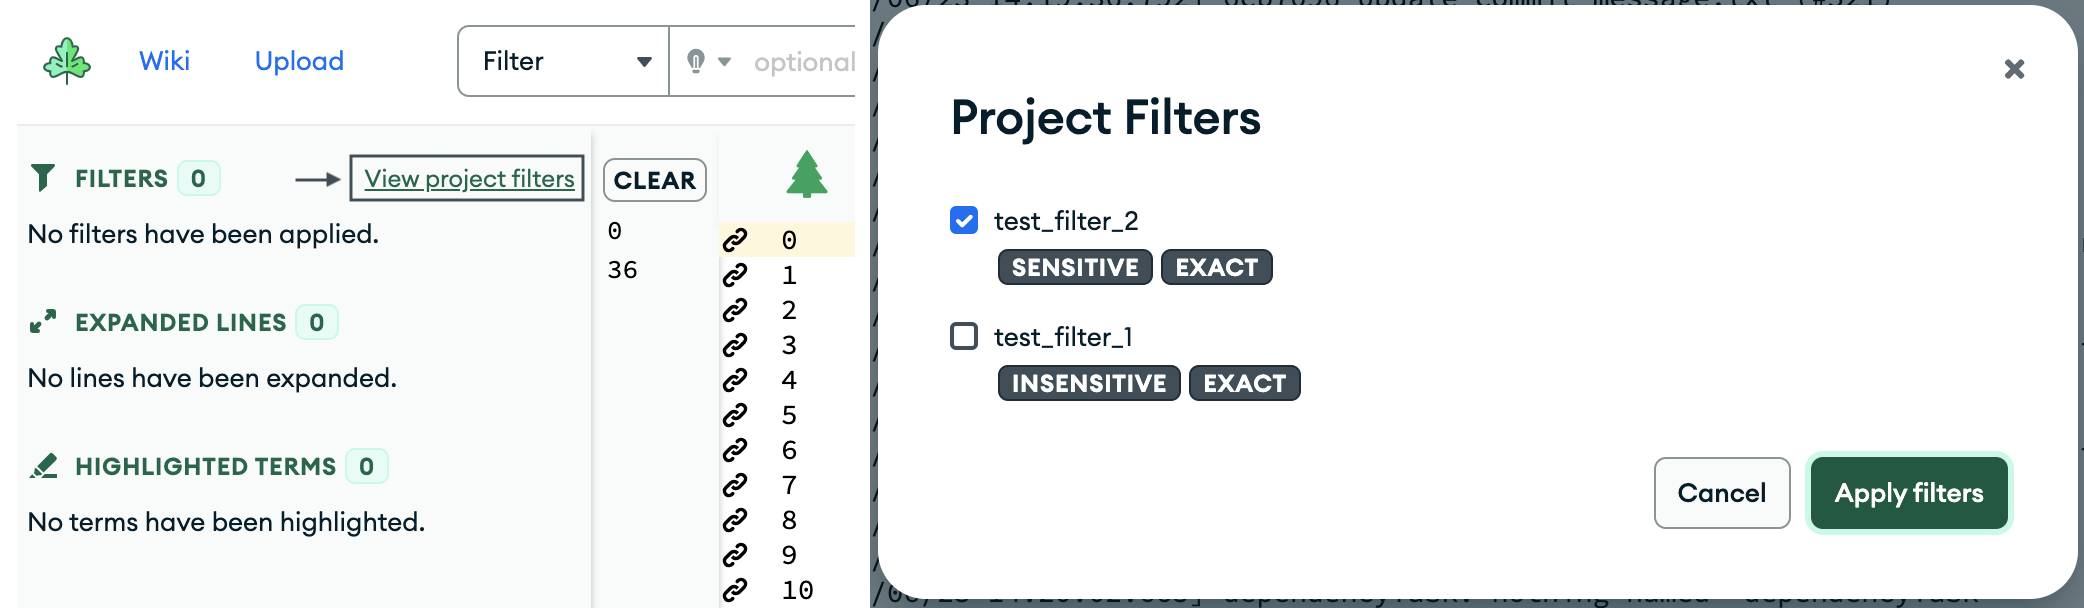 Wiki
Upload
Filter
optional
FILTERS 0
View project filters
CLEAR
No filters have been applied.
0
36
EXPANDED LINES 0
No lines have been expanded.
HIGHLIGHTED TERMS 0
No terms have been highlighted.
0
1
2
3
4
5
6
7
8
9
10
Project Filters
test_filter_2
SENSITIVE EXACT
test_filter_1
INSENSITIVE EXACT
Cancel
Apply filters